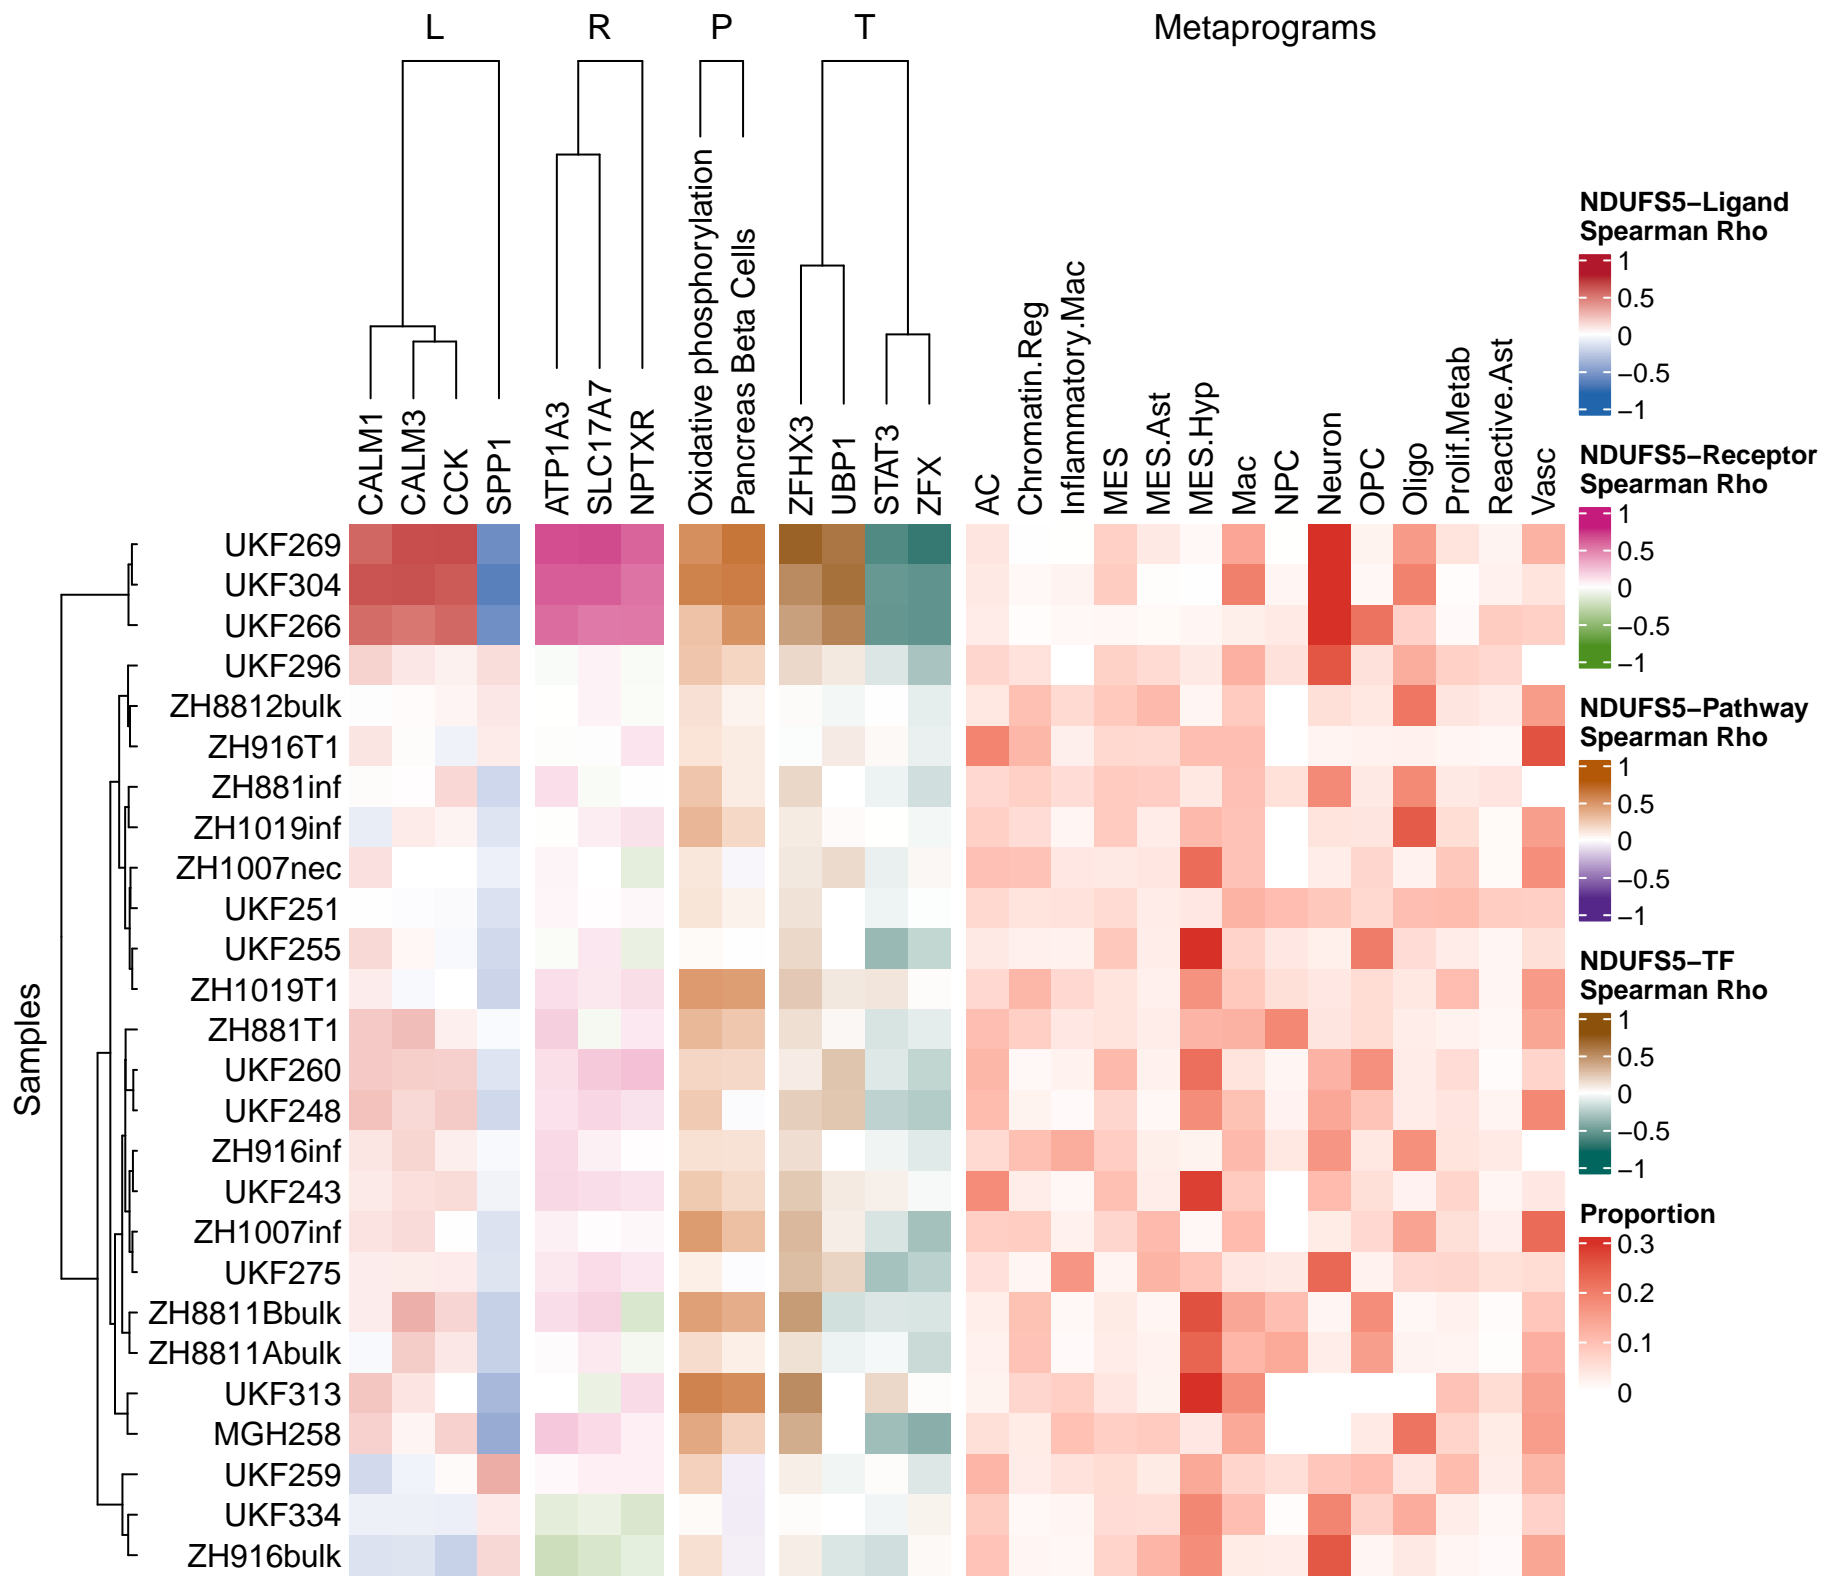 L R P T Metaprograms
CALM1
CALM3
CCK
SPP1
ATP1A3
SLC17A7
NPTXR
Oxidative phosphorylation
Pancreas Beta Cells
ZFHX3
UBP1
STAT3
ZFX
AC
Chromatin.Reg
Inflammatory.Mac
MES
MES.Ast
MES.Hyp
Mac
NPC
Neuron
OPC
Oligo
Prolif.Metab
Reactive.Ast
Vasc
Samples
UKF269
UKF304
UKF266
UKF296
ZH8812bulk
ZH916T1
ZH881inf
ZH1019inf
ZH1007nec
UKF251
UKF255
ZH1019T1
ZH881T1
UKF260
UKF248
ZH916inf
UKF243
ZH1007inf
UKF275
ZH8811Bbulk
ZH8811Abulk
UKF313
MGH258
UKF259
UKF334
ZH916bulk
NDUFS5−Ligand
Spearman Rho
1
0.5
0
−0.5
−1
NDUFS5−Receptor
Spearman Rho
1
0.5
0
−0.5
−1
NDUFS5−Pathway
Spearman Rho
1
0.5
0
−0.5
−1
NDUFS5−TF
Spearman Rho
1
0.5
0
−0.5
−1
Proportion
0.3
0.2
0.1
0